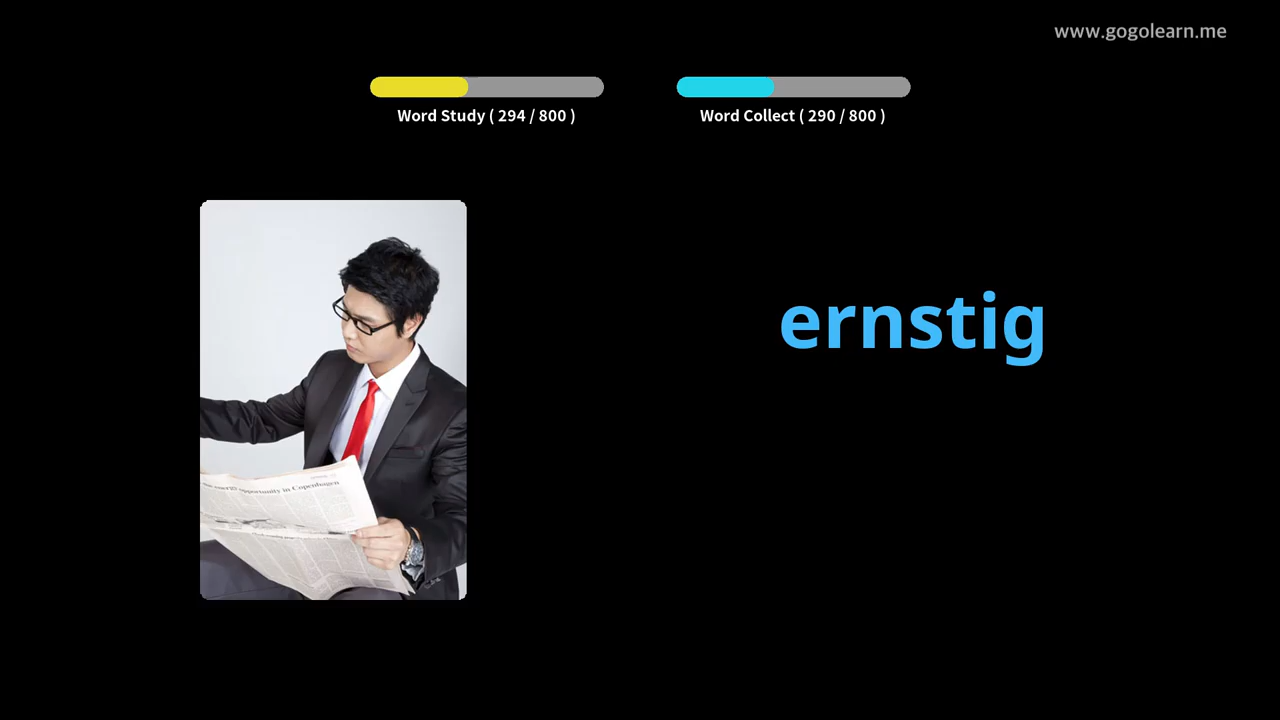 www.gogolearn.me
Word Study ( 294 / 800 )
Word Collect ( 290 / 800 )
ernstig
opportunity in Copenhagen